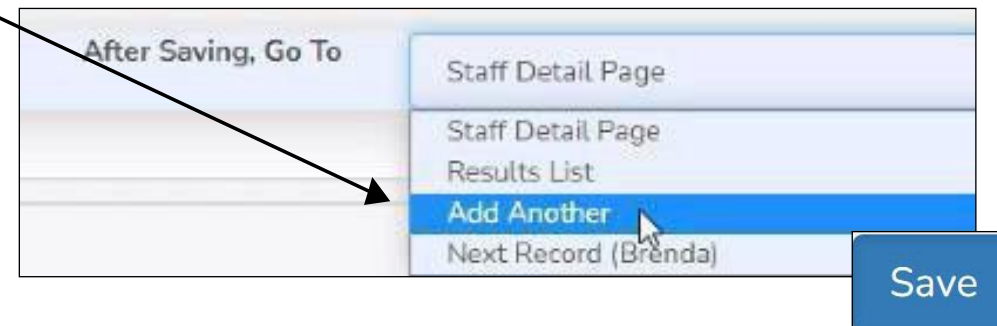 After Saving, Go To
Staff Detail Page
Staff Detail Page
Results List
Add Another
Next Record (Brenda)
Save